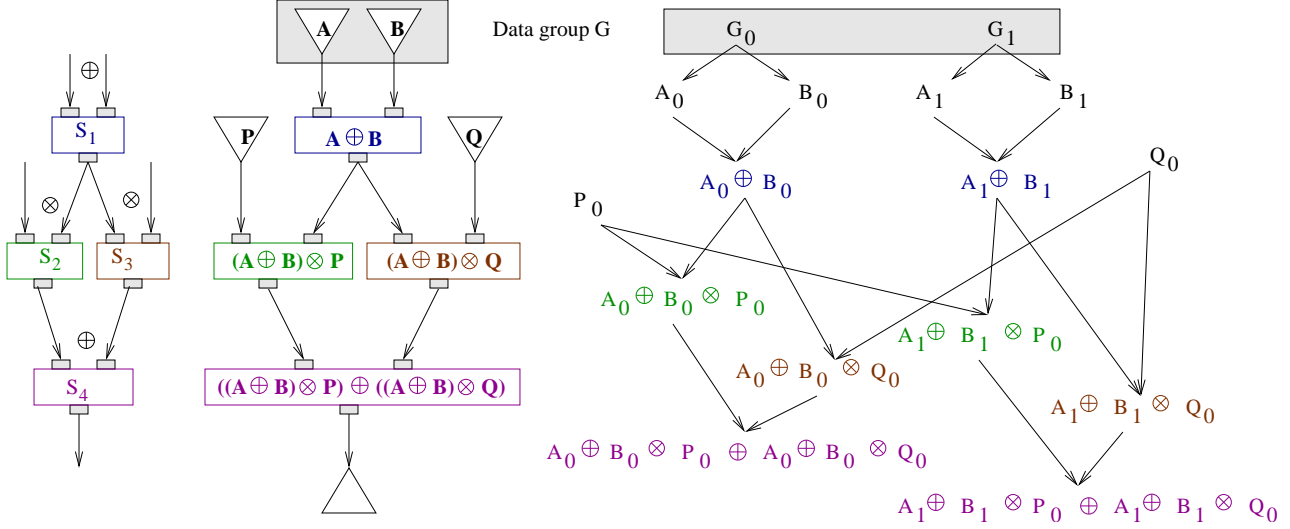 A B Data group G G₀ G₁
⊕
A₀ B₀ A₁ B₁
S₁ P A ⊕ B Q
Q₀
A₀ ⊕ B₀ A₁ ⊕ B₁
⊗ ⊗ P₀
S₂ S₃ (A ⊕ B) ⊗ P (A ⊕ B) ⊗ Q
A₀ ⊕ B₀ ⊗ P₀
A₁ ⊕ B₁ ⊗ P₀
⊕
A₀ ⊕ B₀ ⊗ Q₀
S₄ ((A ⊕ B) ⊗ P) ⊕ ((A ⊕ B) ⊗ Q)
A₁ ⊕ B₁ ⊗ Q₀
A₀ ⊕ B₀ ⊗ P₀ ⊕ A₀ ⊕ B₀ ⊗ Q₀
A₁ ⊕ B₁ ⊗ P₀ ⊕ A₁ ⊕ B₁ ⊗ Q₀